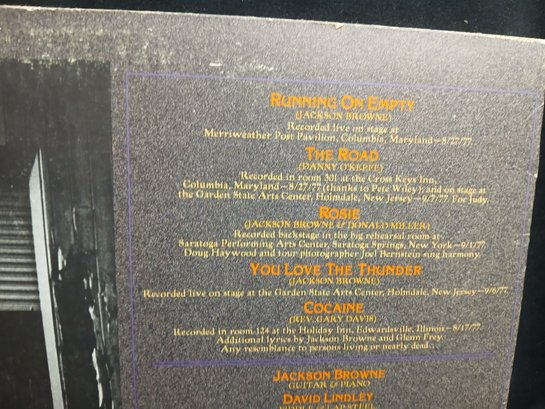 RUNNING ON EMPTY
(JACKSON BROWNE)
Recorded live on stage at
Merriweather Post Pavilion, Columbia, Maryland—8/27/77.
THE ROAD
(DANNY O'KEEFE)
Recorded in room 301 at the Cross Keys Inn,
Columbia, Maryland—8/27/77 (thanks to Pete Wiley), and on stage at
the Garden State Arts Center, Holmdale, New Jersey—9/7/77. For Judy.
ROSIE
(JACKSON BROWNE & DONALD MILLER)
Recorded backstage in the big rehearsal room at
Saratoga Performing Arts Center, Saratoga Springs, New York—9/1/77.
Doug Haywood and tour photographer Joel Bernstein sing harmony.
YOU LOVE THE THUNDER
(JACKSON BROWNE)
Recorded live on stage at the Garden State Arts Center, Holmdale, New Jersey—9/6/77.
COCAINE
(REV. GARY DAVIS)
Recorded in room 124 at the Holiday Inn, Edwardsville, Illinois—8/17/77.
Additional lyrics by Jackson Browne and Glenn Frey.
Any resemblance to persons living or nearly dead...
JACKSON BROWNE
GUITAR & PIANO
DAVID LINDLEY
FIDDLE & LAP STEEL